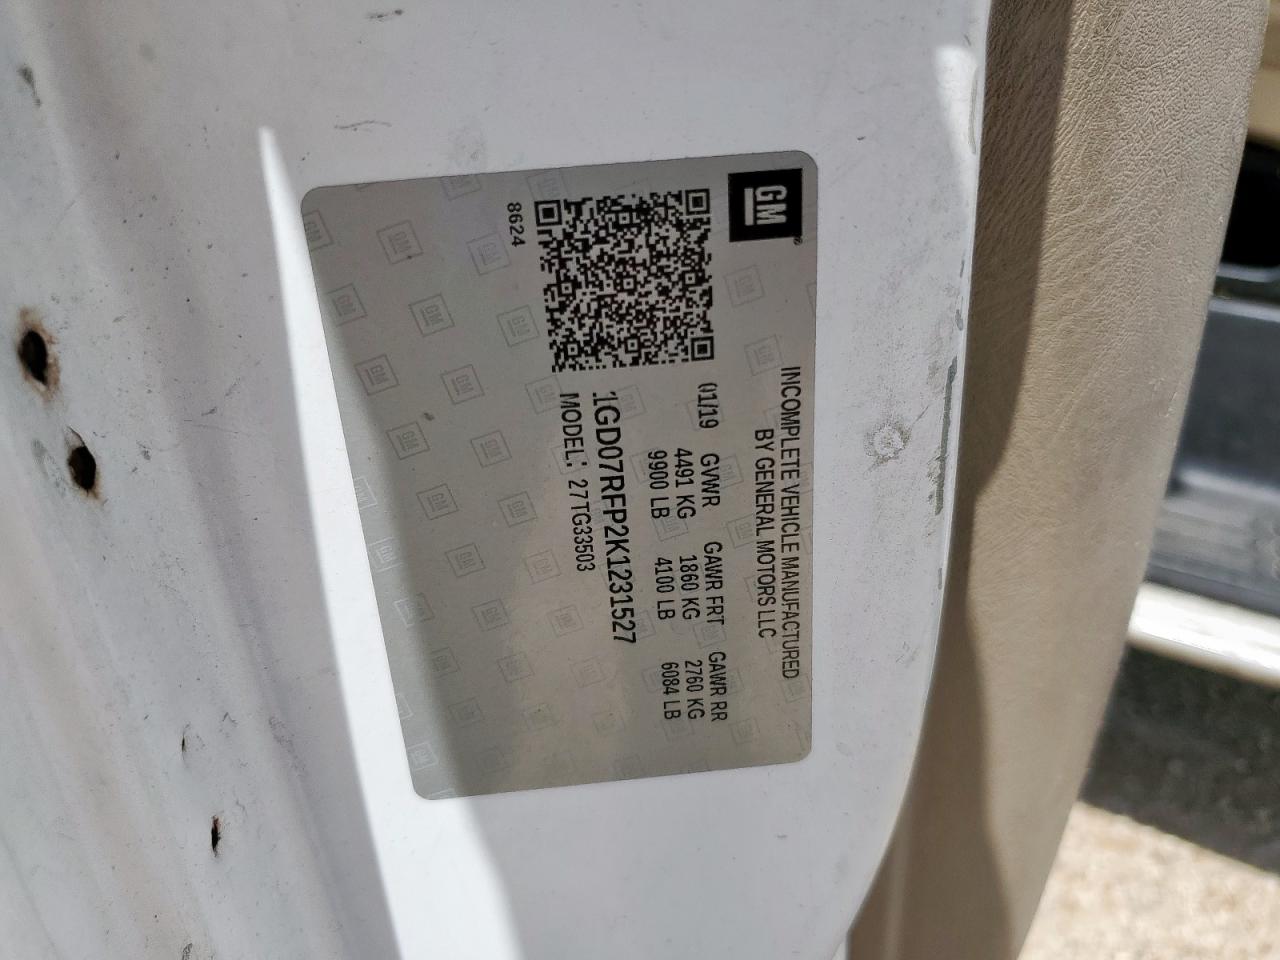 GM
INCOMPLETE VEHICLE MANUFACTURED
BY GENERAL MOTORS LLC
01/19 GVWR GAWR FRT GAWR RR
4491 KG 1860 KG 2760 KG
9900 LB 4100 LB 6084 LB
1GD07RFP2K1231527
MODEL: 27TG33503
8624